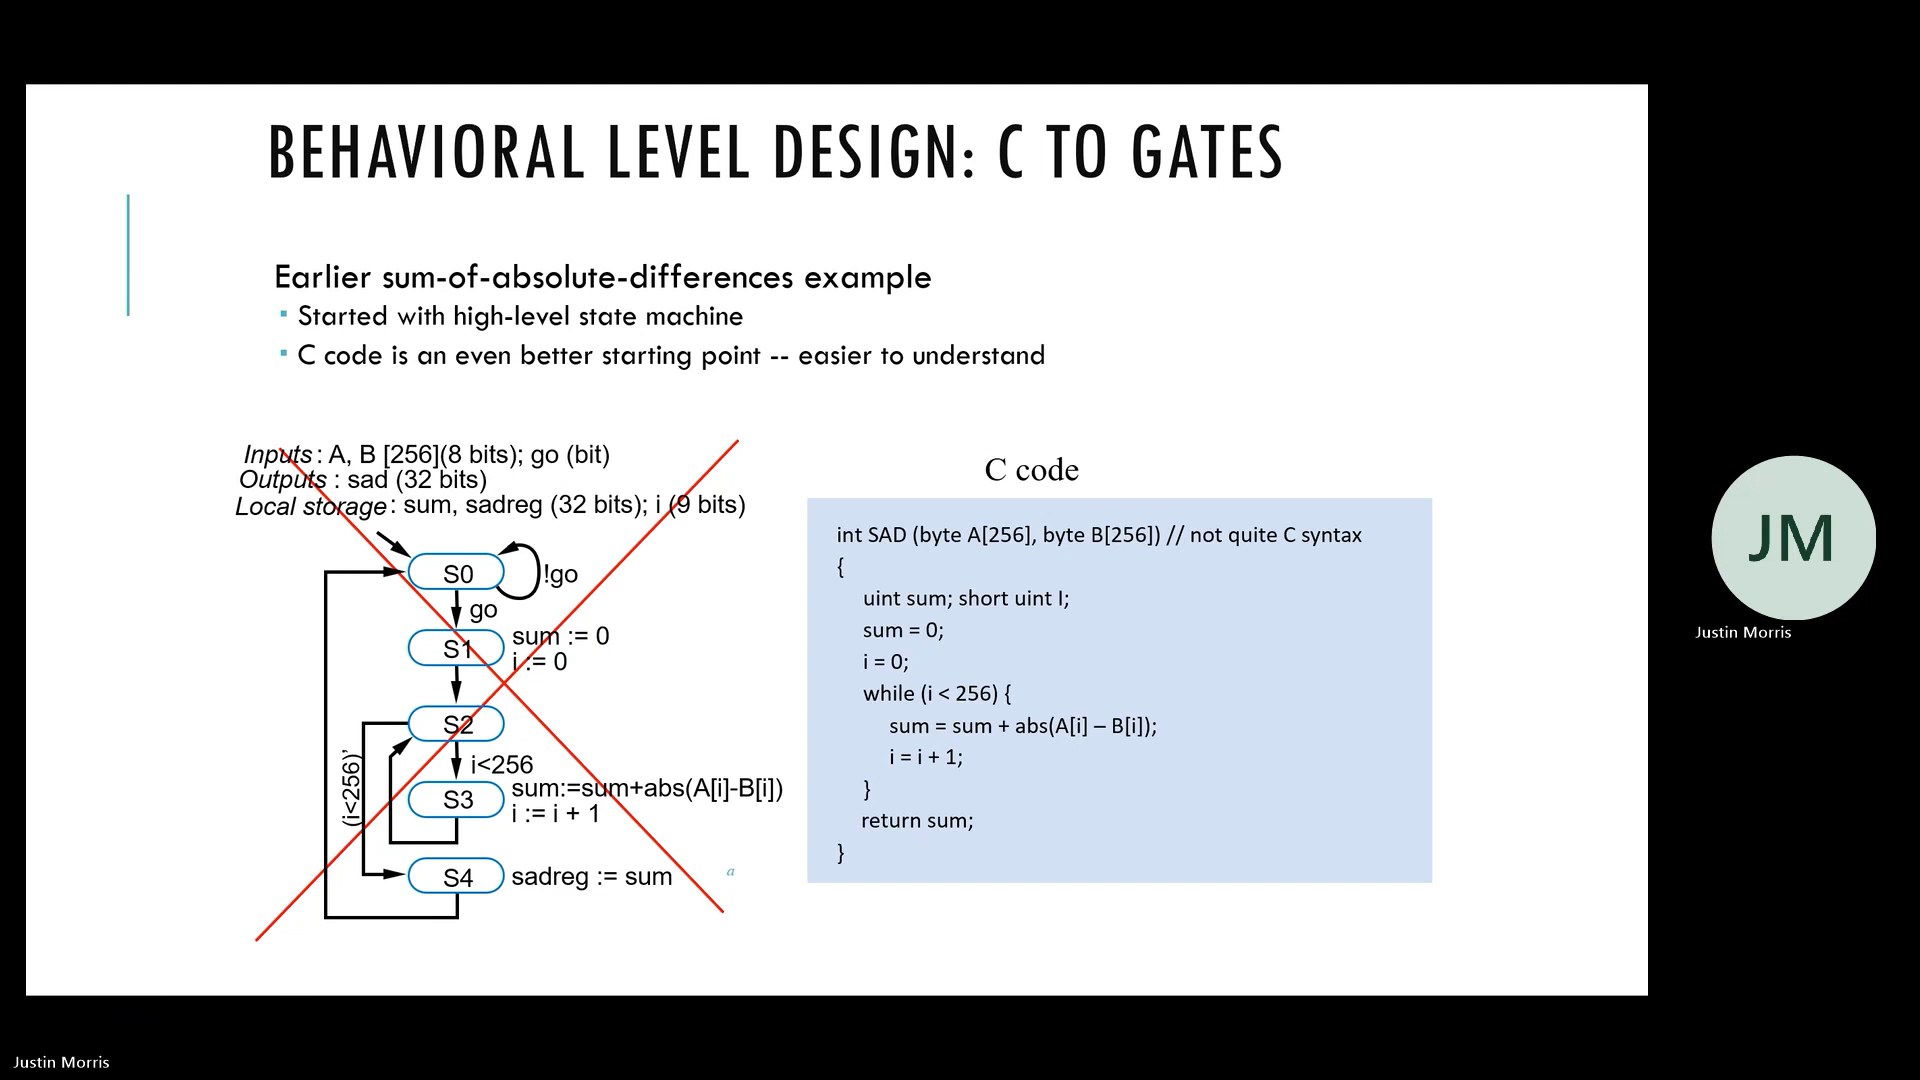 BEHAVIORAL LEVEL DESIGN: C TO GATES
Earlier sum-of-absolute-differences example
Started with high-level state machine
C code is an even better starting point -- easier to understand
Inputs: A, B [256](8 bits); go (bit)
Outputs : sad (32 bits)
Local storage: sum, sadreg (32 bits); i (9 bits)
S0
!go
go
S1
sum := 0
i := 0
S2
i<256
(i<256)’
S3
sum:=sum+abs(A[i]-B[i])
i := i + 1
S4
sadreg := sum
a
C code
int SAD (byte A[256], byte B[256]) // not quite C syntax
{
uint sum; short uint I;
sum = 0;
i = 0;
while (i < 256) {
sum = sum + abs(A[i] – B[i]);
i = i + 1;
}
return sum;
}
JM
Justin Morris
Justin Morris